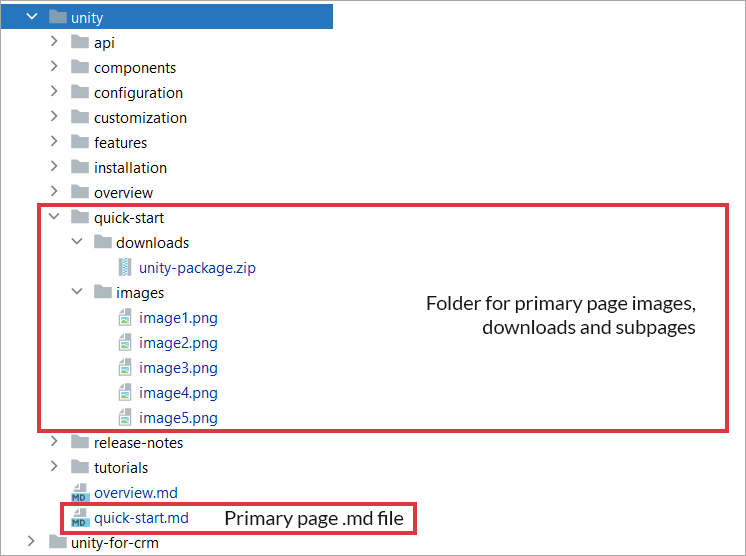 unity
api
components
configuration
customization
features
installation
overview
quick-start
downloads
unity-package.zip
images
Folder for primary page images,
downloads and subpages
image1.png
image2.png
image3.png
image4.png
image5.png
release-notes
tutorials
MD overview.md
MD quick-start.md Primary page .md file
unity-for-crm